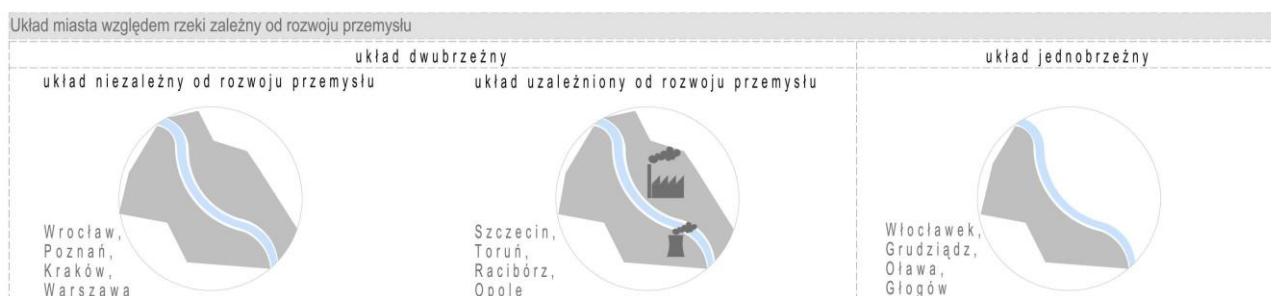 Układ miasta względem rzeki zależny od rozwoju przemysłu
układ dwubrzeżny
układ jednobrzeżny
układ niezależny od rozwoju przemysłu
układ uzależniony od rozwoju przemysłu
Wrocław,
Poznań,
Kraków,
Warszawa
Szczecin,
Toruń,
Racibórz,
Opole
Włocławek,
Grudziądz,
Oława,
Głogów